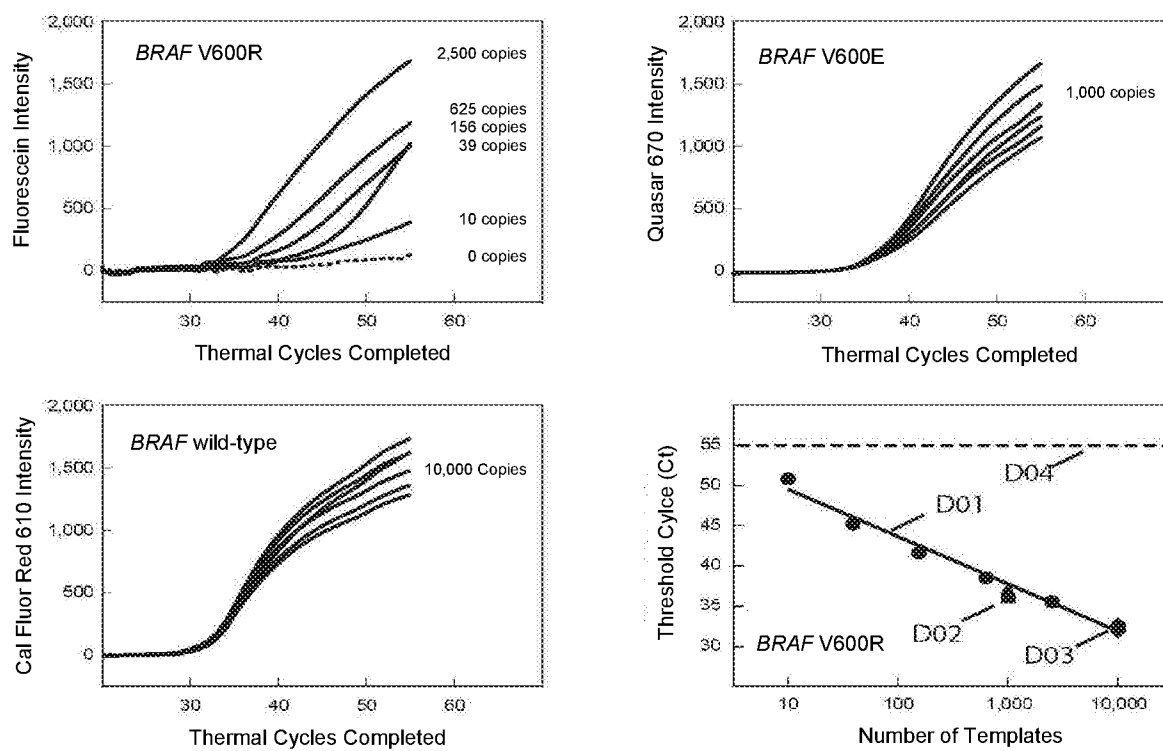 2,000
BRAF V600R
2,500 copies
1,500
625 copies
156 copies
39 copies
1,000
500
10 copies
0 copies
0
30
40
50
60
Fluorescein Intensity
Thermal Cycles Completed
2,000
BRAF V600E
1,500
1,000 copies
1,000
500
0
30
40
50
60
Quasar 670 Intensity
Thermal Cycles Completed
2,000
BRAF wild-type
1,500
10,000 Copies
1,000
500
0
30
40
50
60
Cal Fluor Red 610 Intensity
Thermal Cycles Completed
55
D04
50
D01
45
40
35
D02
30
BRAF V600R
D03
10
100
1,000
10,000
Threshold Cylce (Ct)
Number of Templates